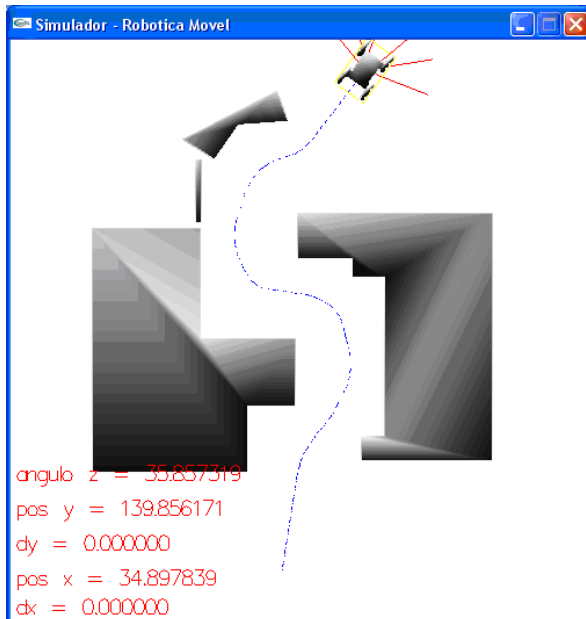 Simulador - Robotica Movel
angulo z = 35.857319
pos y = 139.856171
dy = 0.000000
pos x = 34.897839
dx = 0.000000